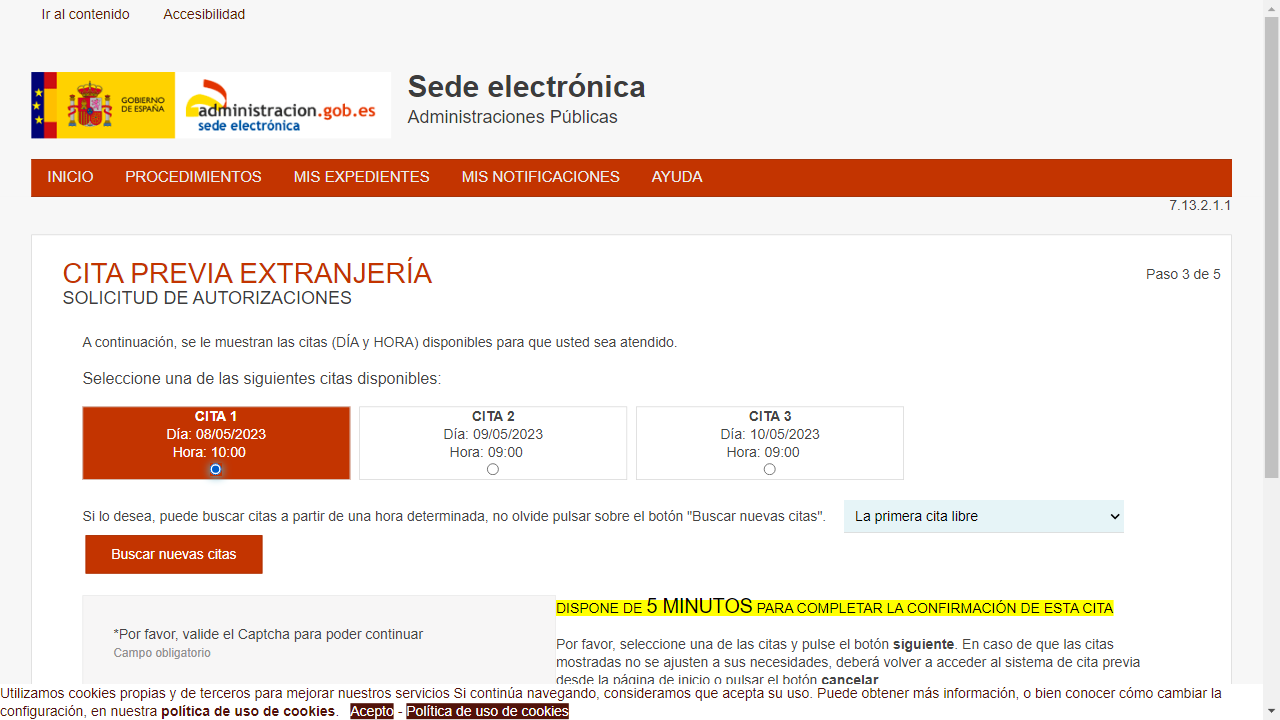 Ir al contenido
Accesibilidad
GOBIERNO
DE ESPAÑA
administracion.gob.es
sede electrónica
Sede electrónica
Administraciones Públicas
INICIO
PROCEDIMIENTOS
MIS EXPEDIENTES
MIS NOTIFICACIONES
AYUDA
7.13.2.1.1
CITA PREVIA EXTRANJERÍA
Paso 3 de 5
SOLICITUD DE AUTORIZACIONES
A continuación, se le muestran las citas (DÍA y HORA) disponibles para que usted sea atendido.
Seleccione una de las siguientes citas disponibles:
CITA 1
Día: 08/05/2023
Hora: 10:00
CITA 2
Día: 09/05/2023
Hora: 09:00
CITA 3
Día: 10/05/2023
Hora: 09:00
Si lo desea, puede buscar citas a partir de una hora determinada, no olvide pulsar sobre el botón "Buscar nuevas citas".
La primera cita libre
Buscar nuevas citas
*Por favor, valide el Captcha para poder continuar
Campo obligatorio
DISPONE DE 5 MINUTOS PARA COMPLETAR LA CONFIRMACIÓN DE ESTA CITA
Por favor, seleccione una de las citas y pulse el botón siguiente. En caso de que las citas
mostradas no se ajusten a sus necesidades, deberá volver a acceder al sistema de cita previa
desde la página de inicio o pulsar el botón cancelar
Utilizamos cookies propias y de terceros para mejorar nuestros servicios Si continúa navegando, consideramos que acepta su uso. Puede obtener más información, o bien conocer cómo cambiar la
configuración, en nuestra política de uso de cookies. Acepto - Política de uso de cookies